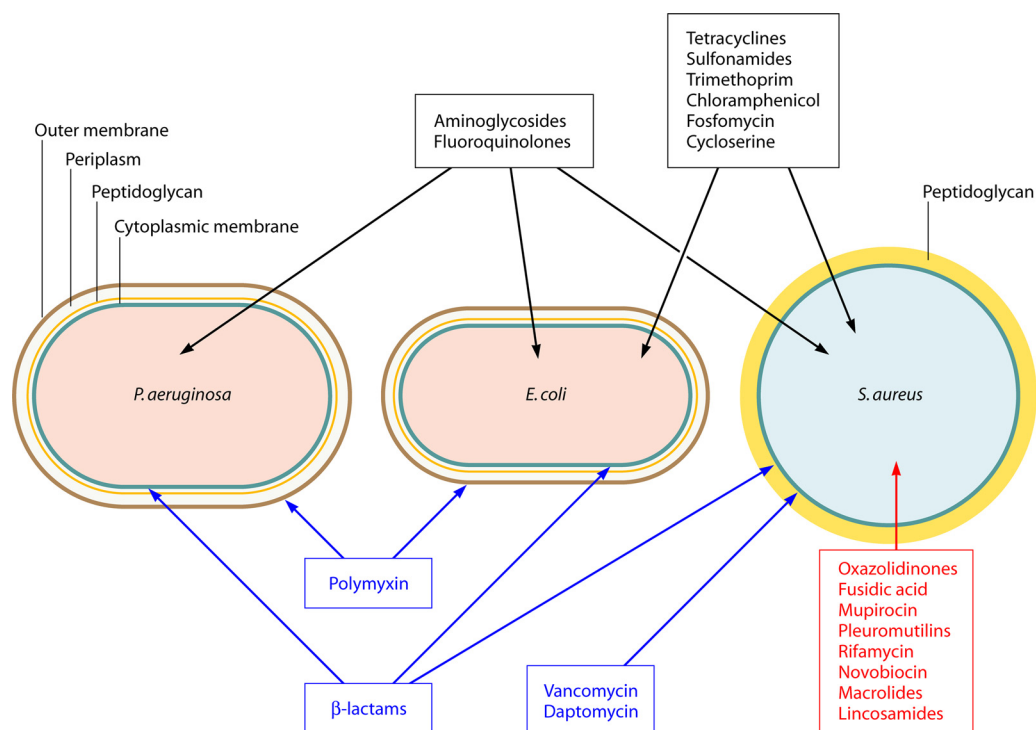 Tetracyclines
Sulfonamides
Trimethoprim
Chloramphenicol
Fosfomycin
Cycloserine
Aminoglycosides
Fluoroquinolones
Outer membrane
Periplasm
Peptidoglycan
Cytoplasmic membrane
Peptidoglycan
P. aeruginosa
E. coli
S. aureus
Polymyxin
β-lactams
Vancomycin
Daptomycin
Oxazolidinones
Fusidic acid
Mupirocin
Pleuromutilins
Rifamycin
Novobiocin
Macrolides
Lincosamides